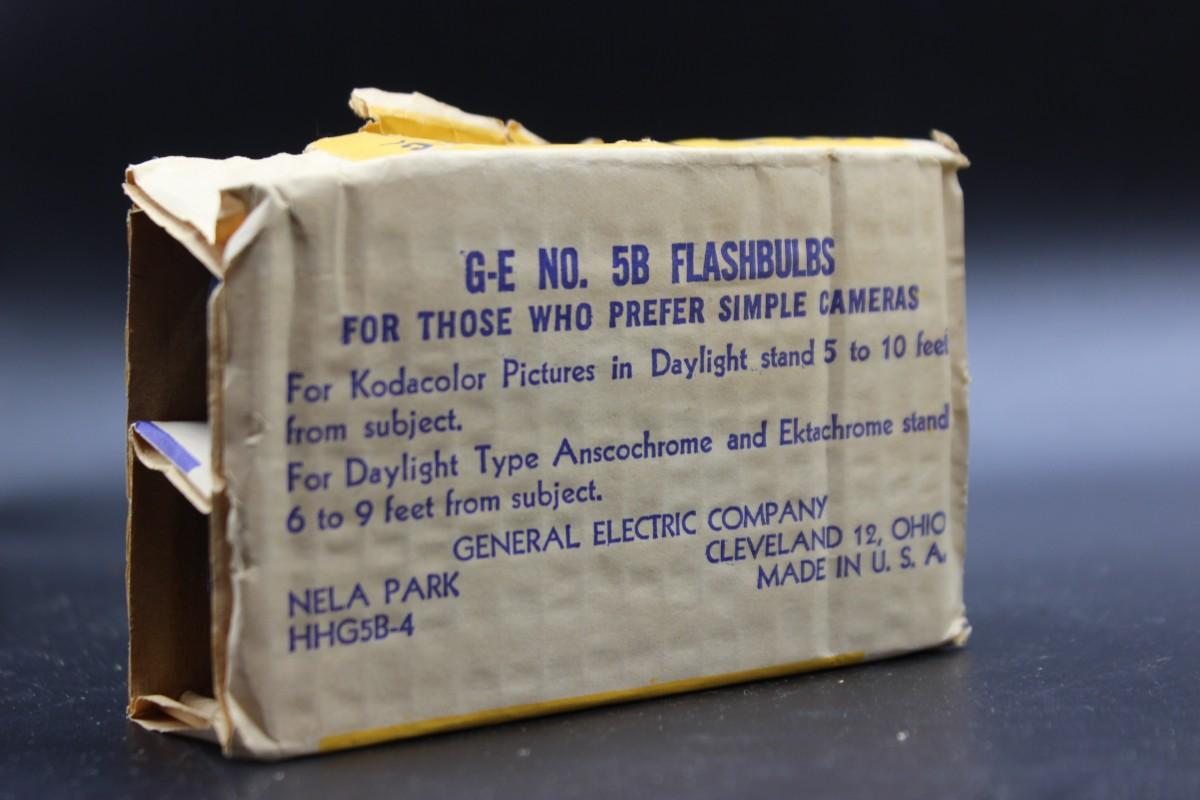 G-E NO. 5B FLASHBULBS
FOR THOSE WHO PREFER SIMPLE CAMERAS
For Kodacolor Pictures in Daylight stand 5 to 10 feet
from subject.
For Daylight Type Anscochrome and Ektachrome stand
6 to 9 feet from subject.
GENERAL ELECTRIC COMPANY
NELA PARK
CLEVELAND 12, OHIO
HHG5B-4
MADE IN U. S. A.